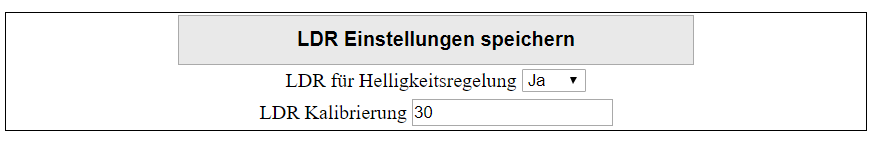 LDR Einstellungen speichern
LDR für Helligkeitsregelung Ja
LDR Kalibrierung 30